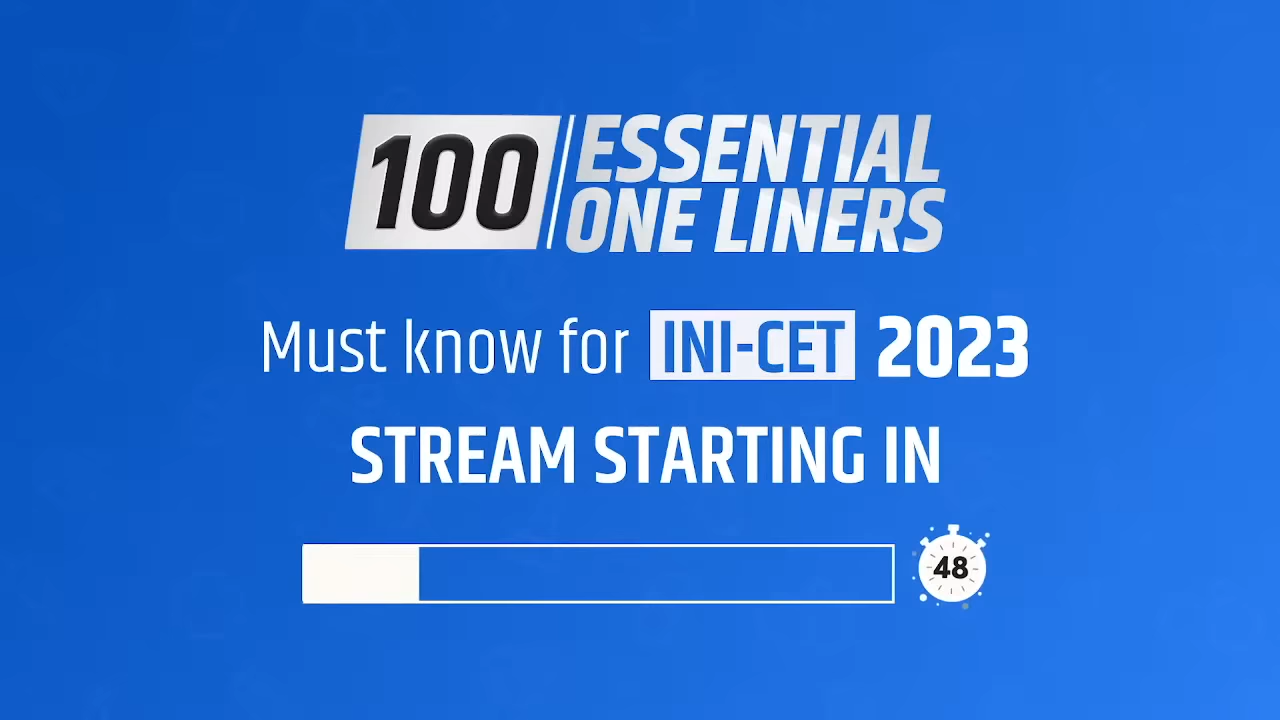 100 ESSENTIAL
ONE LINERS
Must know for INI-CET 2023
STREAM STARTING IN
48